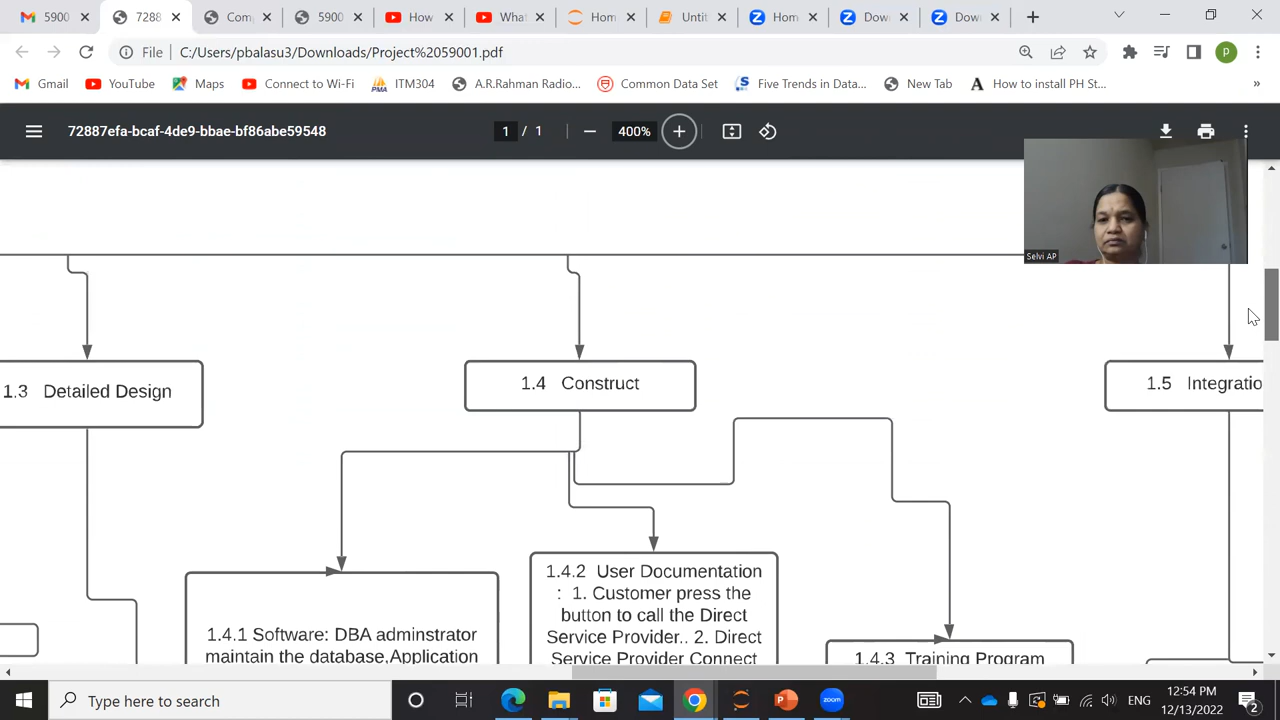 5900
7288
Com
5900
How
What
Hom
Untit
Hom
Dow
Dow
File
C:/Users/pbalasu3/Downloads/Project%2059001.pdf
p
Gmail
YouTube
Maps
Connect to Wi-Fi
ITM304
A.R.Rahman Radio...
Common Data Set
Five Trends in Data...
New Tab
How to install PH St...
»
72887efa-bcaf-4de9-bbae-bf86abe59548
1 / 1
400%
Selvi AP
1.3 Detailed Design
1.4 Construct
1.5 Integratio
1.4.1 Software: DBA adminstrator
maintain the database,Application
1.4.2 User Documentation
: 1. Customer press the
button to call the Direct
Service Provider.. 2. Direct
Service Provider Connect
1.4.3 Training Program
Type here to search
ENG
12:54 PM
12/13/2022
2